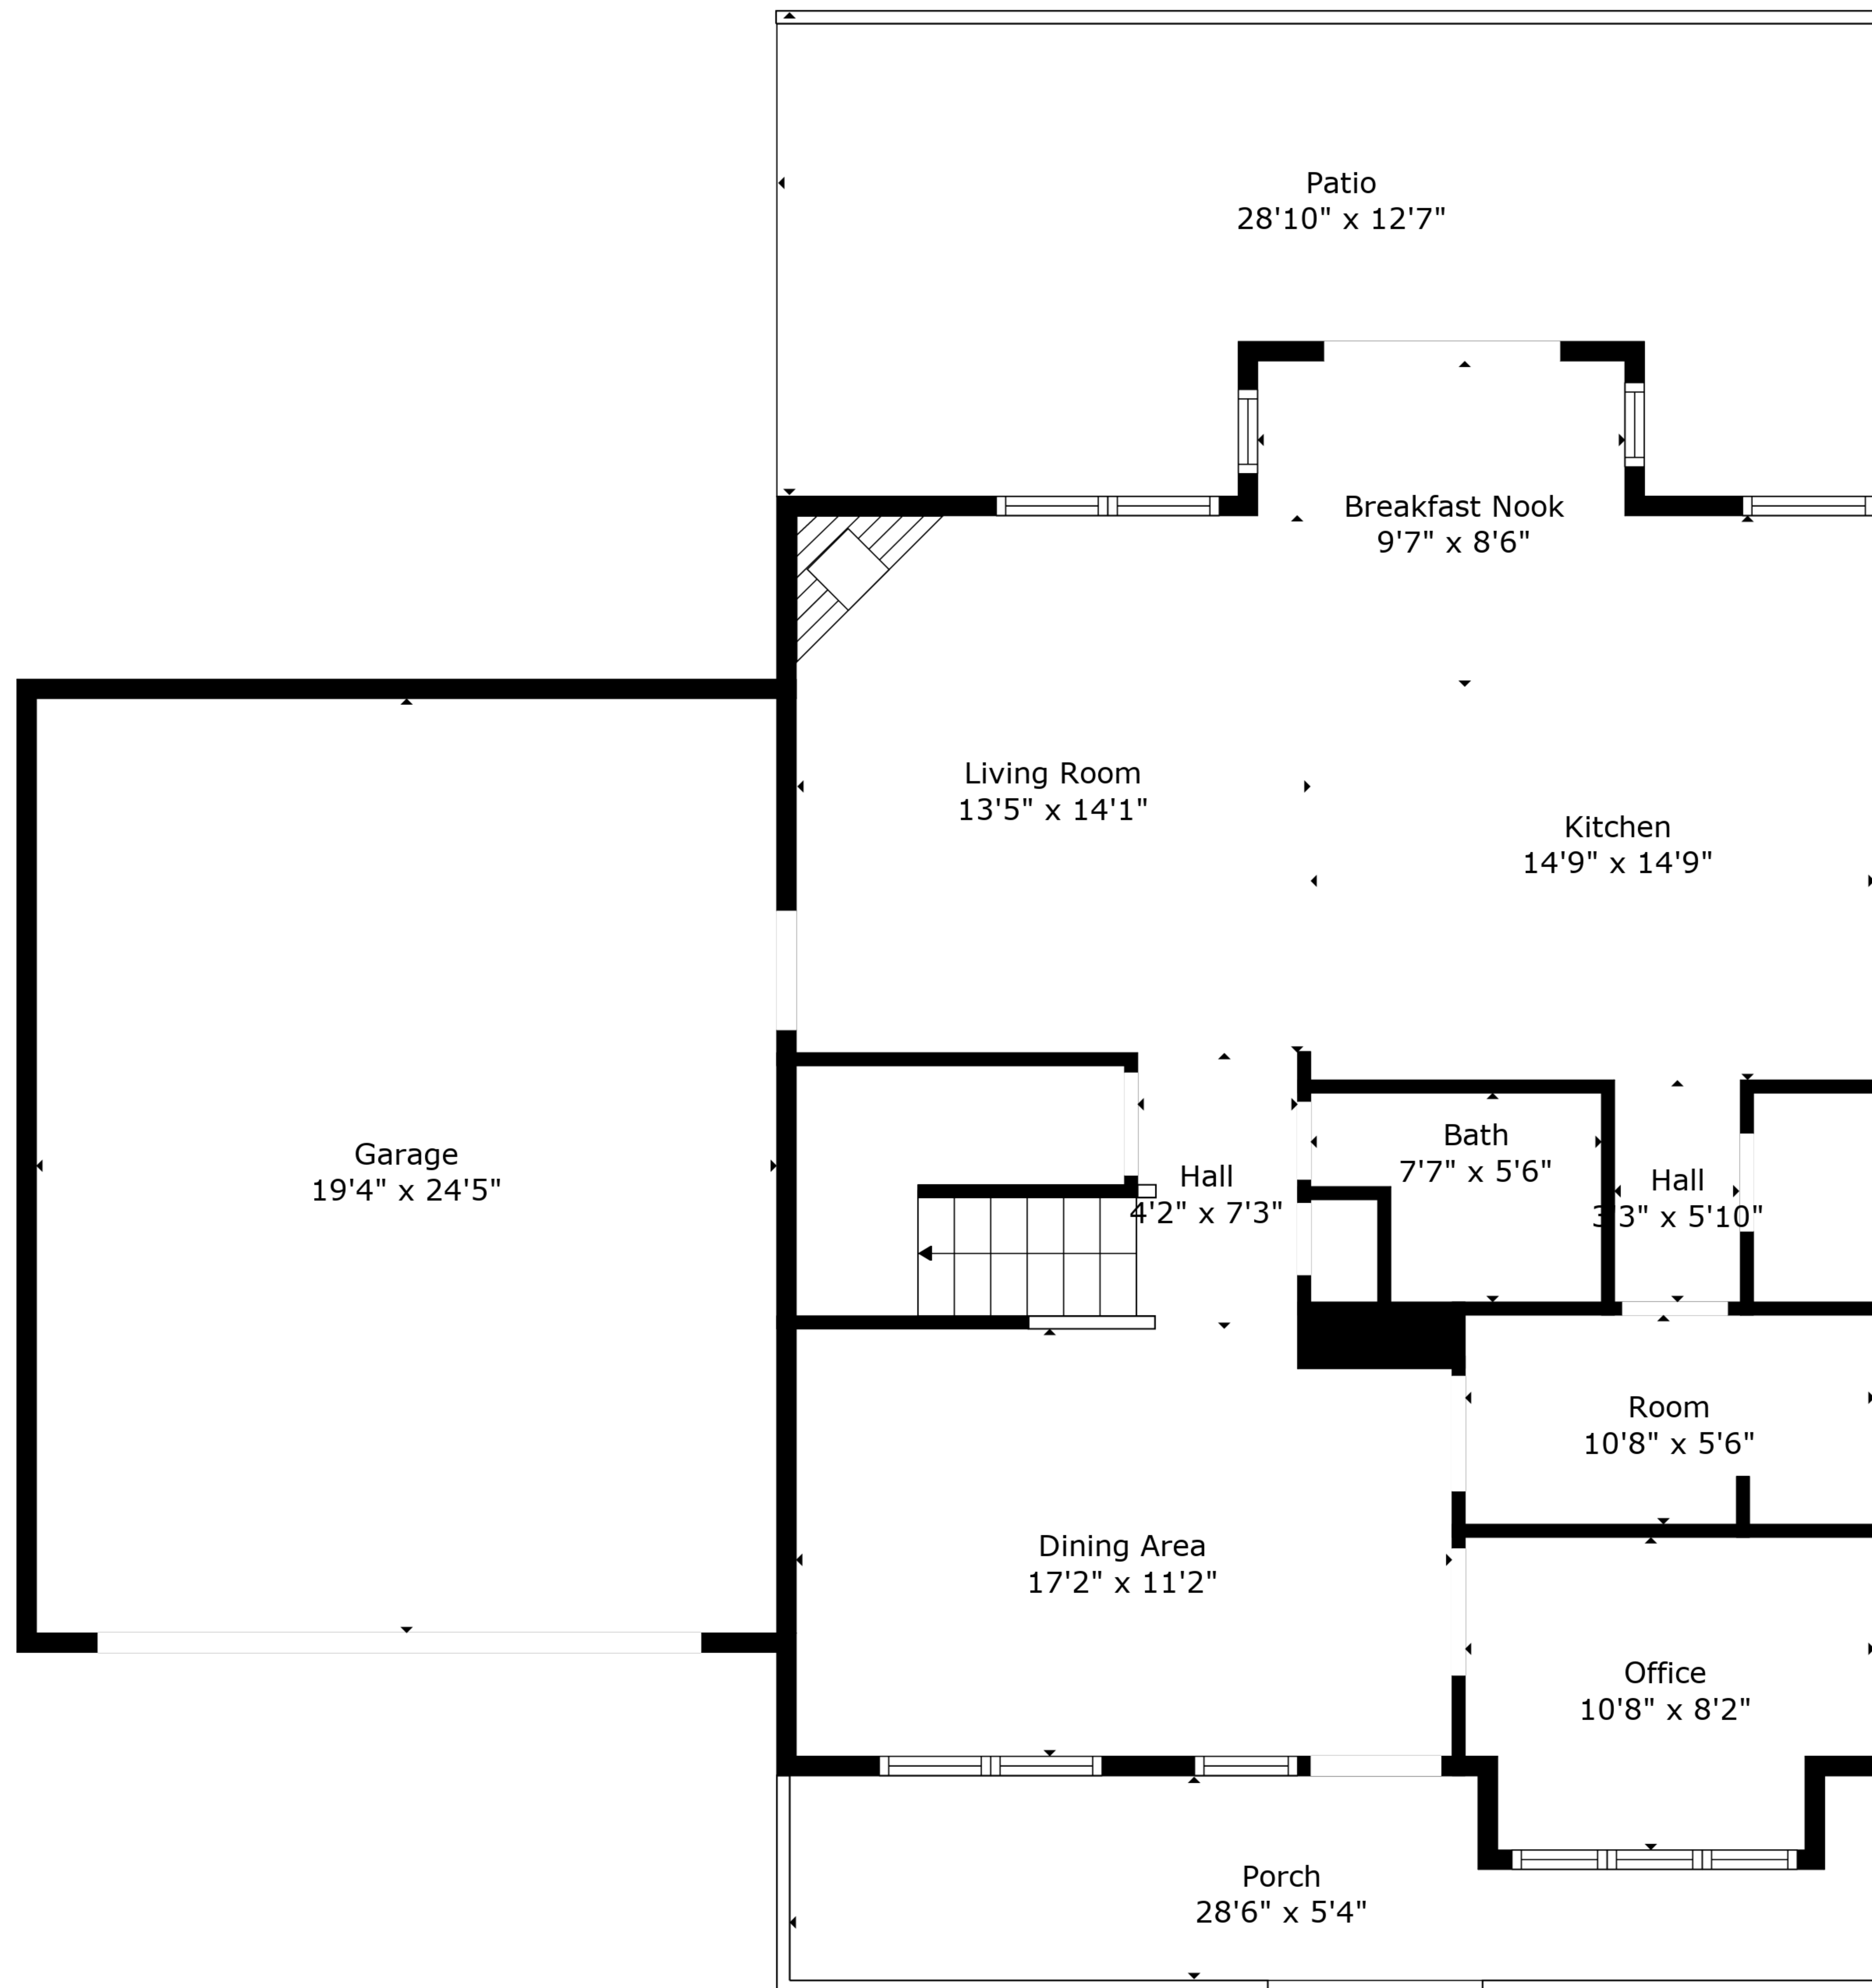 Patio
28'10" x 12'7"
Breakfast Nook
9'7" x 8'6"
Living Room
13'5" x 14'1"
Kitchen
14'9" x 14'9"
Garage
19'4" x 24'5"
Hall
4'2" x 7'3"
Bath
7'7" x 5'6"
Hall
3'3" x 5'10"
Room
10'8" x 5'6"
Dining Area
17'2" x 11'2"
Office
10'8" x 8'2"
Porch
28'6" x 5'4"